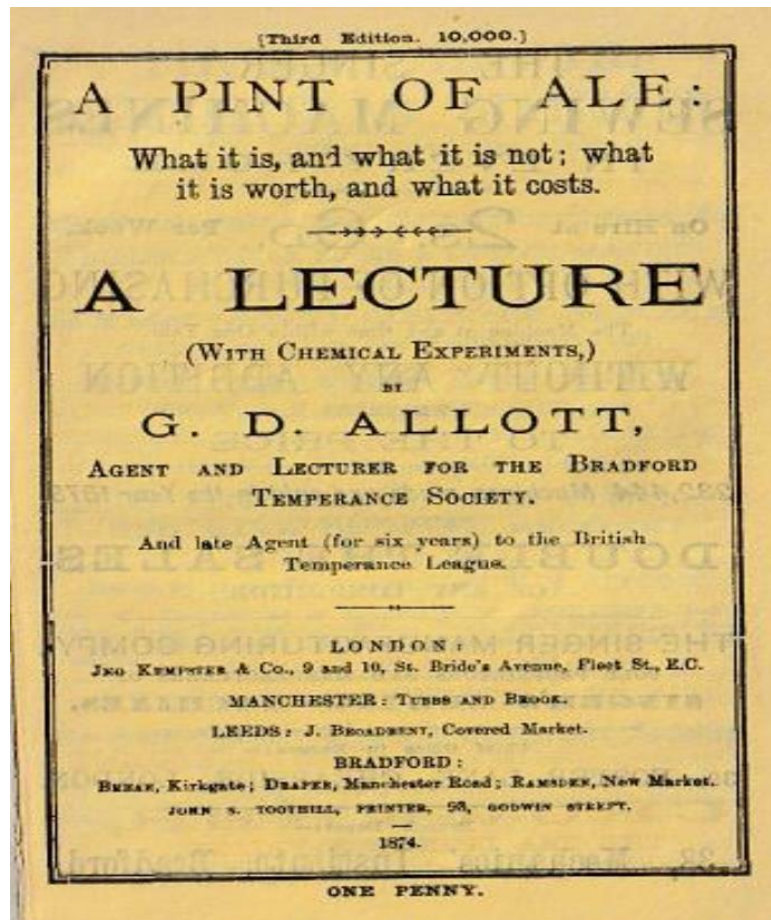 [Third Edition. 10,000.]
A PINT OF ALE:
What it is, and what it is not; what
it is worth, and what it costs.
A LECTURE
(WITH CHEMICAL EXPERIMENTS,)
BY
G. D. ALLOTT,
AGENT AND LECTURER FOR THE BRADFORD
TEMPERANCE SOCIETY.
And late Agent (for six years) to the British
Temperance League.
LONDON:
JNO KEMPSTER & CO., 9 and 10, St. Bride's Avenue, Fleet St., E.C.
MANCHESTER: TUBBS AND BROOK.
LEEDS: J. BROADBENT, Covered Market.
BRADFORD:
BREAR, Kirkgate; DRAPER, Manchester Road; RAMSDEN, New Market.
JOHN S. TOOTHILL, PRINTER, 93, GODWIN STREET.
1874.
ONE PENNY.